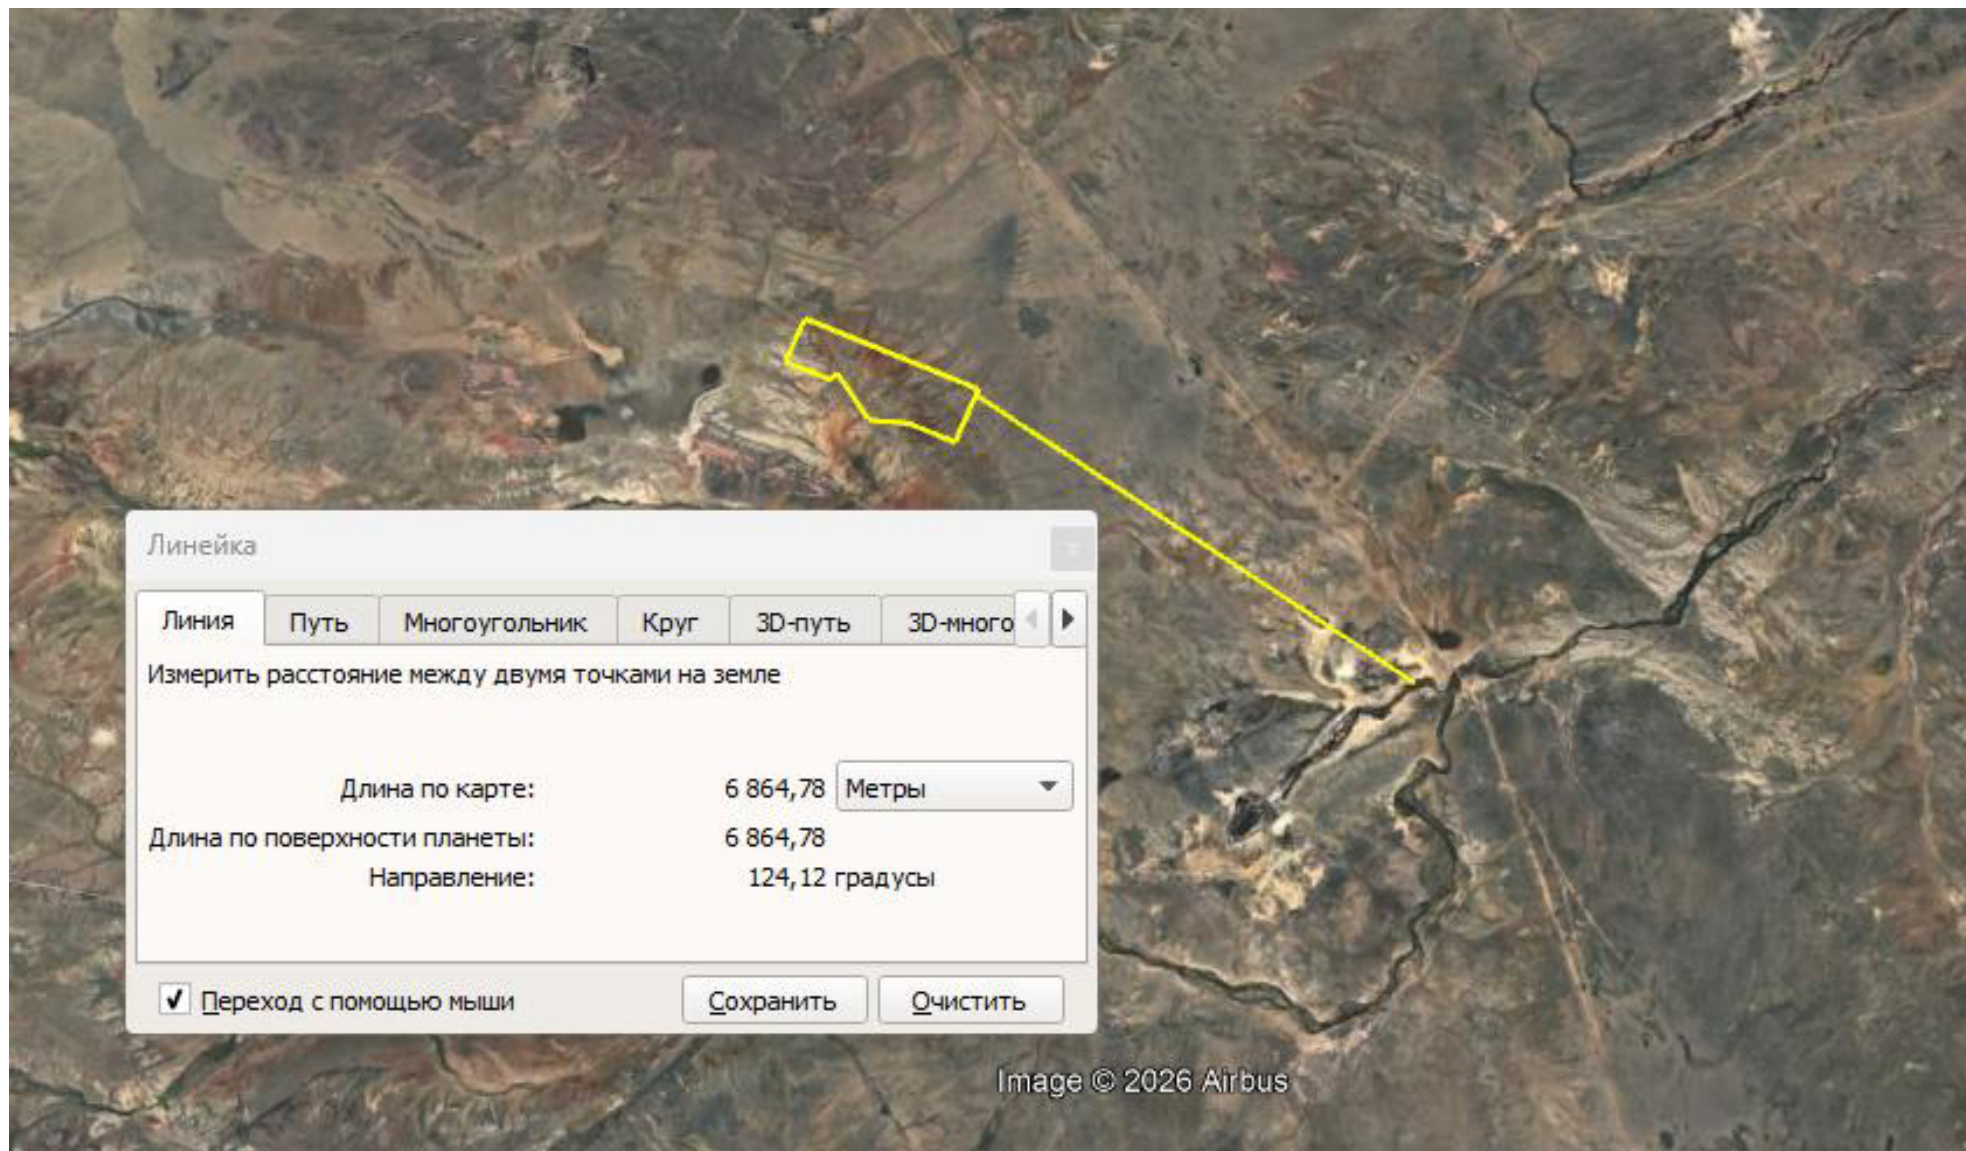 Линейка
Линия Путь Многоугольник Круг 3D-путь 3D-много
Измерить расстояние между двумя точками на земле
Длина по карте: 6 864,78 Метры
Длина по поверхности планеты: 6 864,78
Направление: 124,12 градусы
Переход с помощью мыши Сохранить Очистить
Image © 2026 Airbus